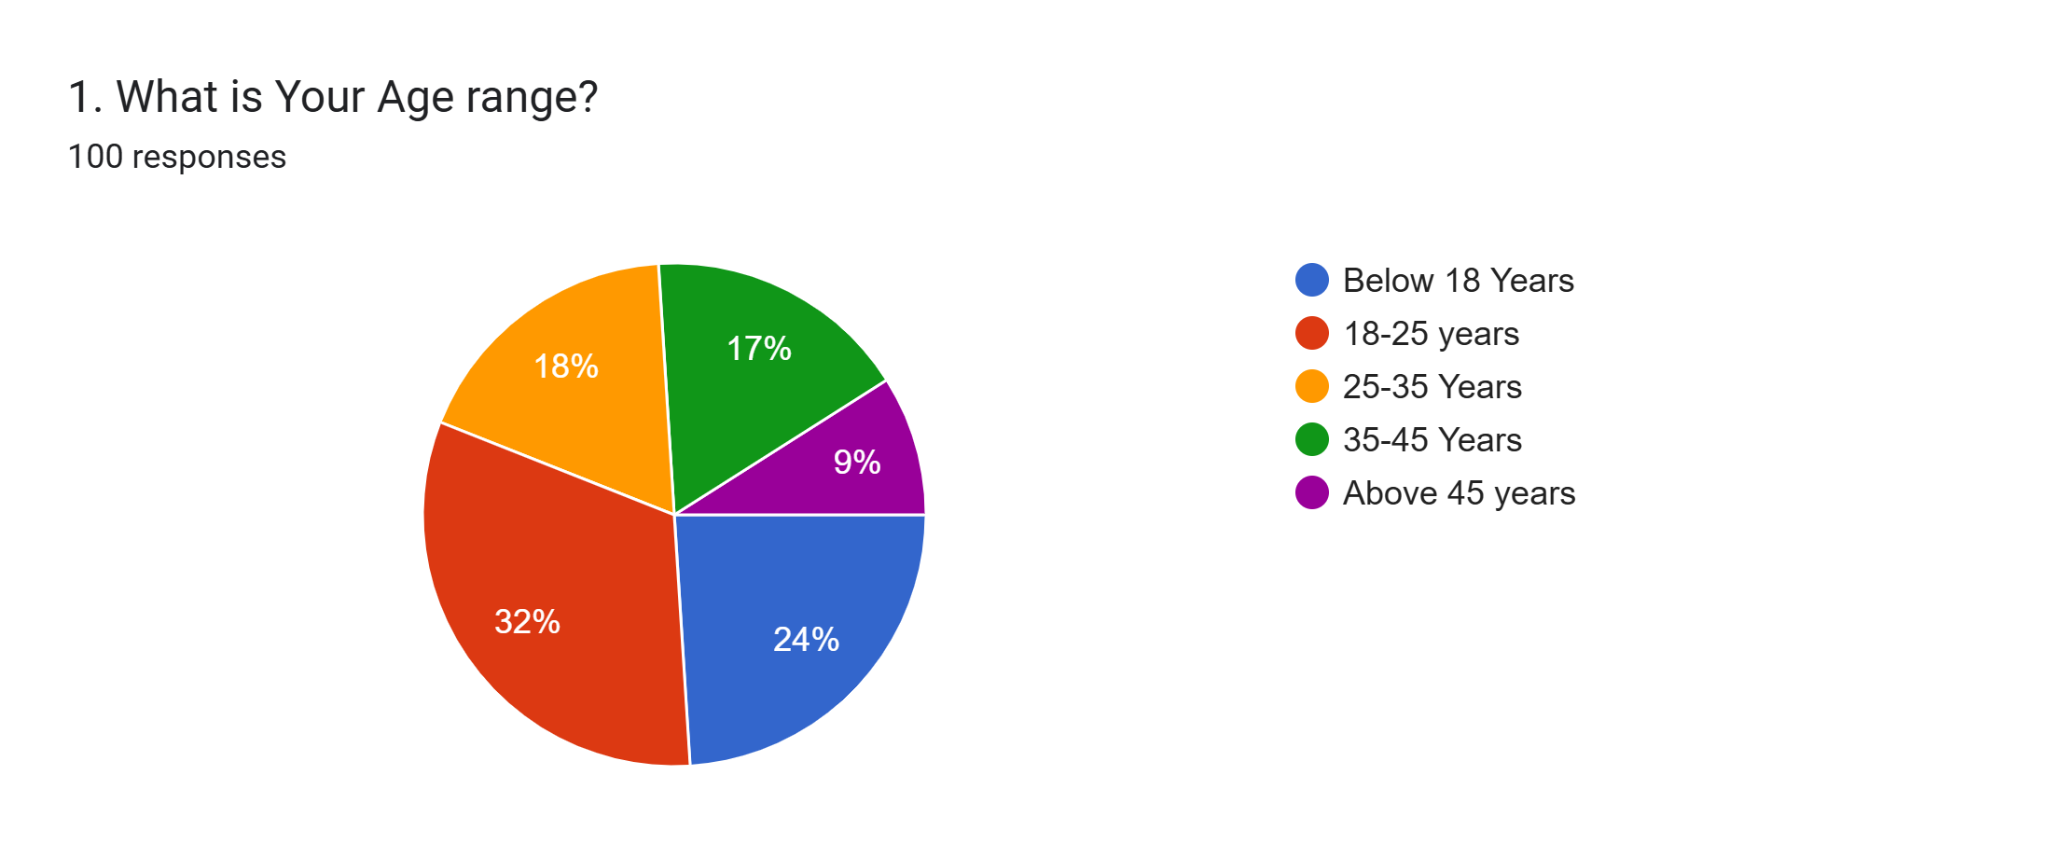 1. What is Your Age range?
100 responses
17%
18%
9%
32%
24%
Below 18 Years
18-25 years
25-35 Years
35-45 Years
Above 45 years